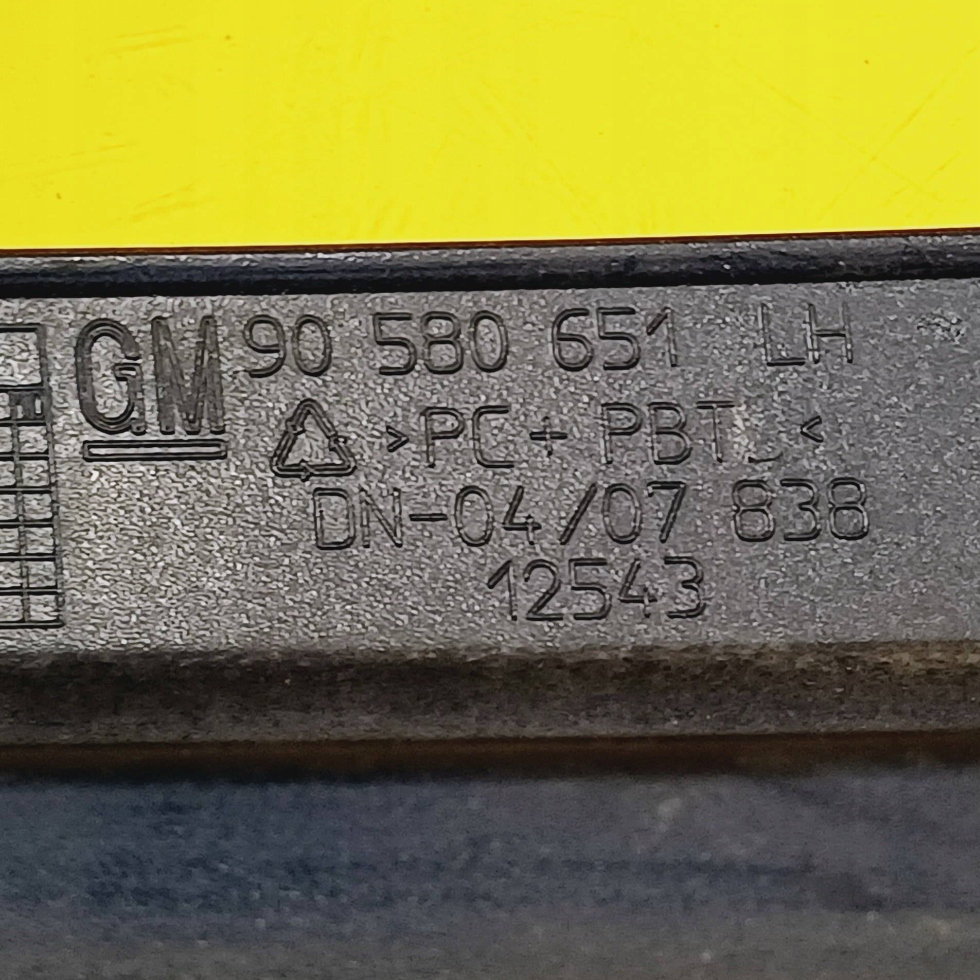 GM 90 580 651 LH
>PC + PBT <
DN-04/07 838
12543